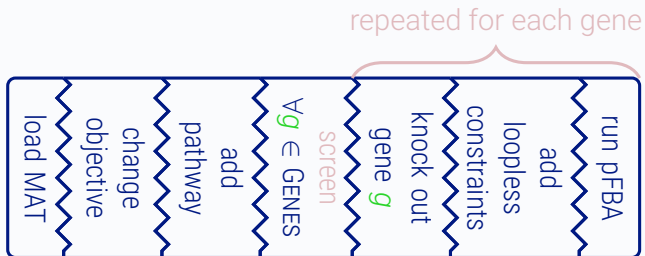 repeated for each gene
load MAT
change
objective
add
pathway
screen
∀g ∈ GENES
knock out
gene g
add
loopless
constraints
run pFBA